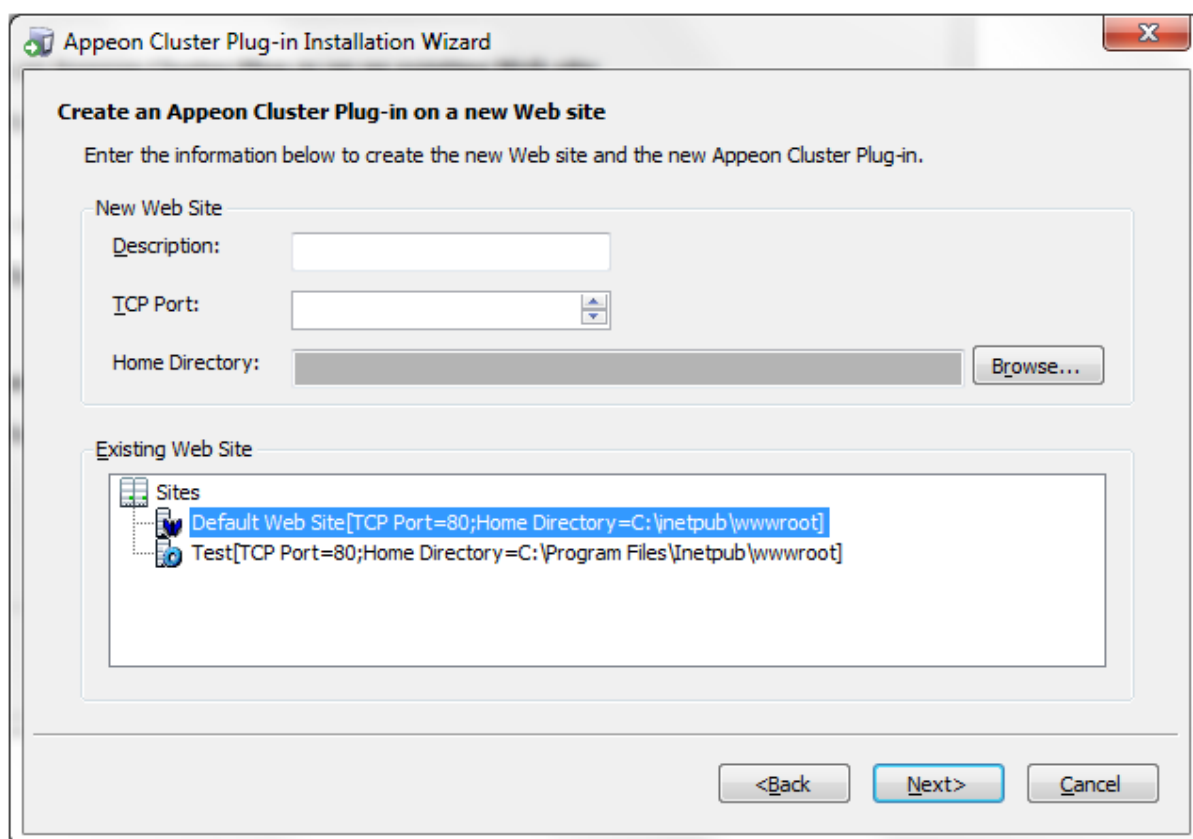 Appeon Cluster Plug-in Installation Wizard
Create an Appeon Cluster Plug-in on a new Web site
Enter the information below to create the new Web site and the new Appeon Cluster Plug-in.
New Web Site
Description:
TCP Port:
Home Directory:
Browse...
Existing Web Site
Sites
Default Web Site[TCP Port=80;Home Directory=C:\inetpub\wwwroot]
Test[TCP Port=80;Home Directory=C:\Program Files\Inetpub\wwwroot]
<Back
Next>
Cancel